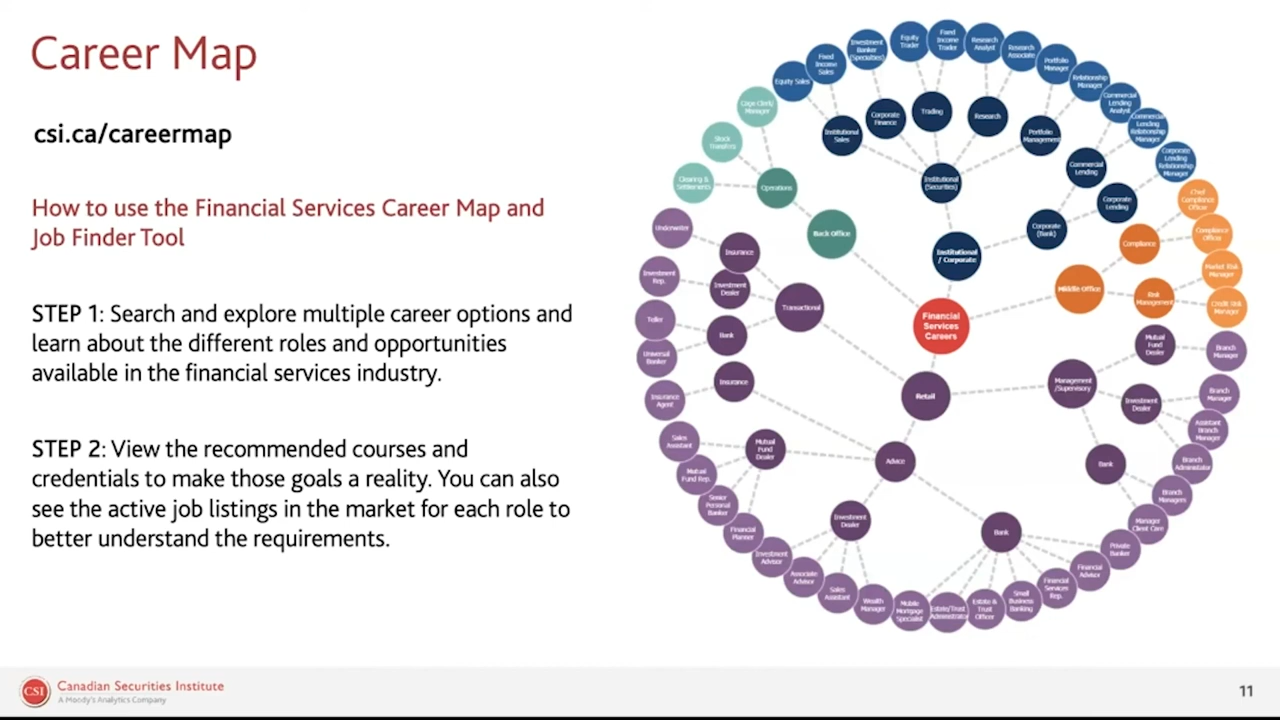 Career Map
csi.ca/careermap
How to use the Financial Services Career Map and
Job Finder Tool
STEP 1: Search and explore multiple career options and
learn about the different roles and opportunities
available in the financial services industry.
STEP 2: View the recommended courses and
credentials to make those goals a reality. You can also
see the active job listings in the market for each role to
better understand the requirements.
Financial
Services
Careers
Institutional
/ Corporate
Institutional
(Securities)
Institutional
Sales
Corporate
Finance
Trading
Research
Portfolio
Management
Equity Sales
Fixed
Income
Sales
Investment
Banker
(Specialties)
Equity
Trader
Fixed
Income
Trader
Research
Analyst
Research
Associate
Portfolio
Manager
Relationship
Manager
Corporate
(Bank)
Commercial
Lending
Corporate
Lending
Commercial
Lending
Analyst
Commercial
Lending
Relationship
Manager
Corporate
Lending
Relationship
Manager
Middle Office
Compliance
Risk
Management
Chief
Compliance
Officer
Compliance
Officer
Market Risk
Manager
Credit Risk
Manager
Back Office
Operations
Cage Clerk/
Manager
Stock
Transfers
Clearing &
Settlements
Retail
Transactional
Insurance
Investment
Dealer
Bank
Underwriter
Investment
Rep.
Teller
Universal
Banker
Management
/Supervisory
Mutual
Fund
Dealer
Investment
Dealer
Bank
Branch
Manager
Branch
Manager
Assistant
Branch
Manager
Branch
Administrator
Branch
Managers
Manager
Client Care
Advice
Insurance
Mutual
Fund
Dealer
Investment
Dealer
Bank
Insurance
Agent
Sales
Assistant
Mutual
Fund Rep.
Senior
Personal
Banker
Financial
Planner
Investment
Advisor
Associate
Advisor
Sales
Assistant
Wealth
Manager
Mobile
Mortgage
Specialist
Estate/Trust
Administrator
Estate &
Trust
Officer
Small
Business
Banking
Financial
Services
Rep.
Financial
Advisor
Private
Banker
CSI
Canadian Securities Institute
A Moody's Analytics Company
11